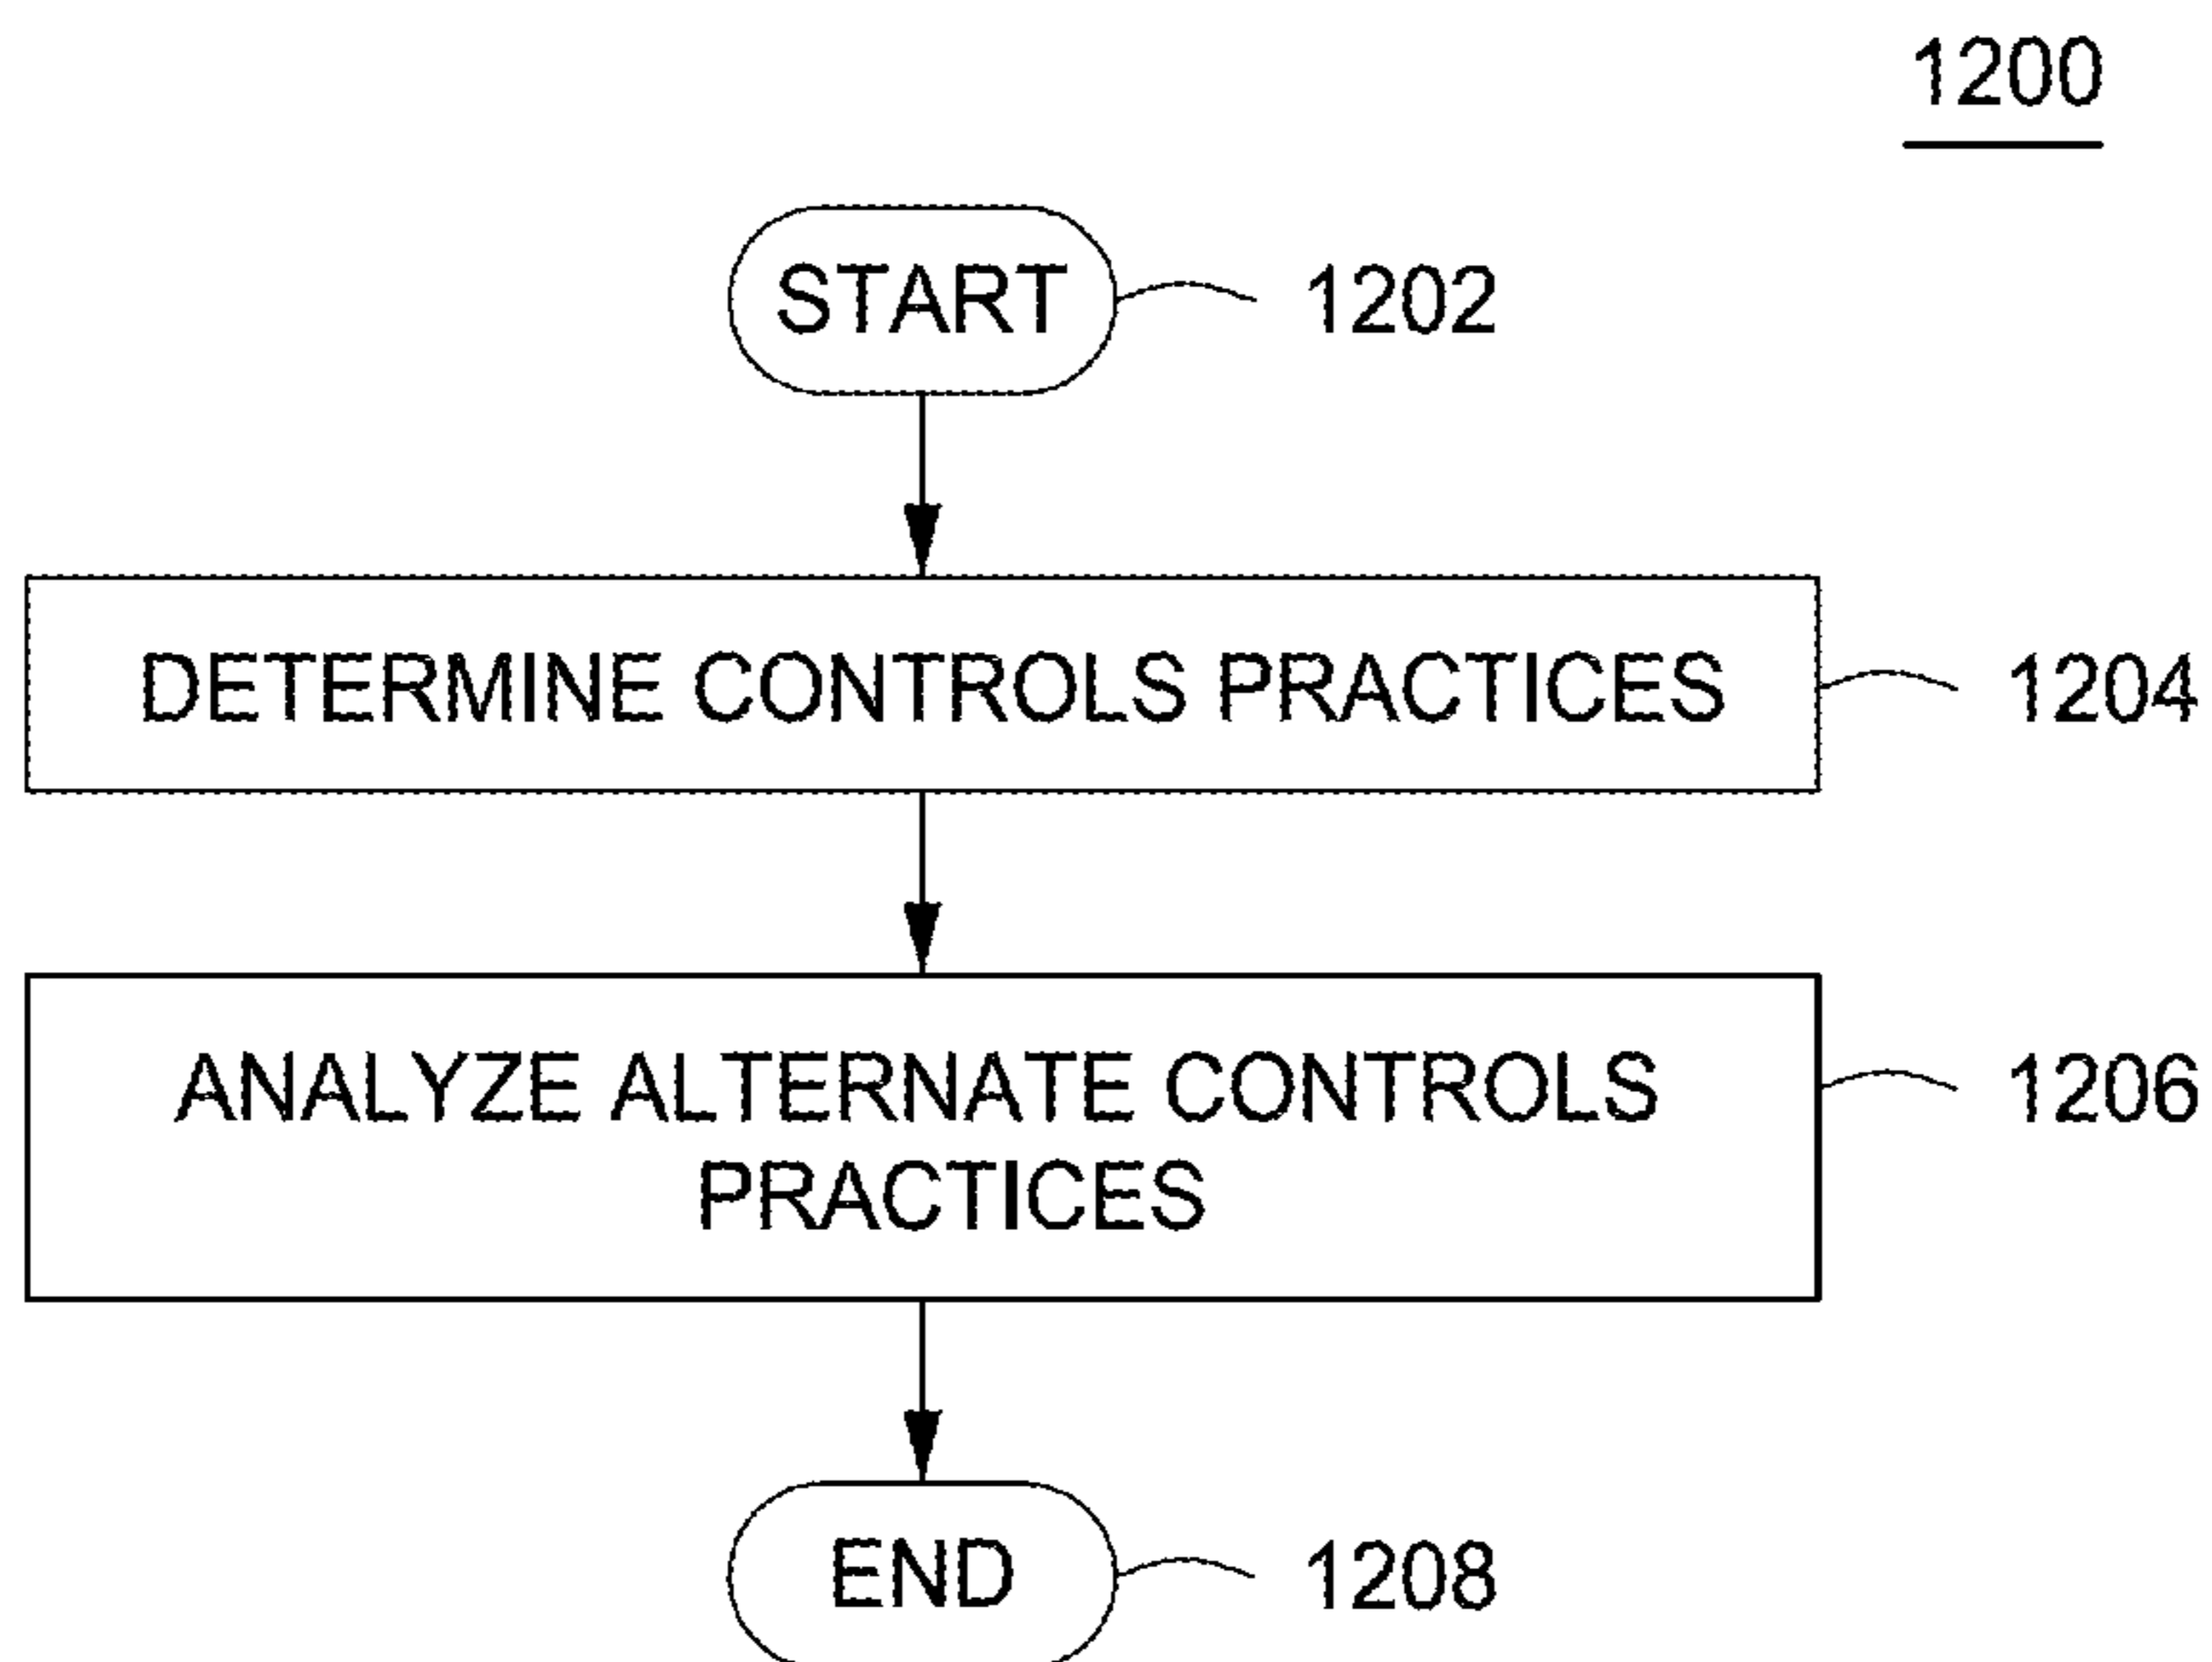 1200
START
1202
DETERMINE CONTROLS PRACTICES
1204
ANALYZE ALTERNATE CONTROLS
PRACTICES
1206
END
1208